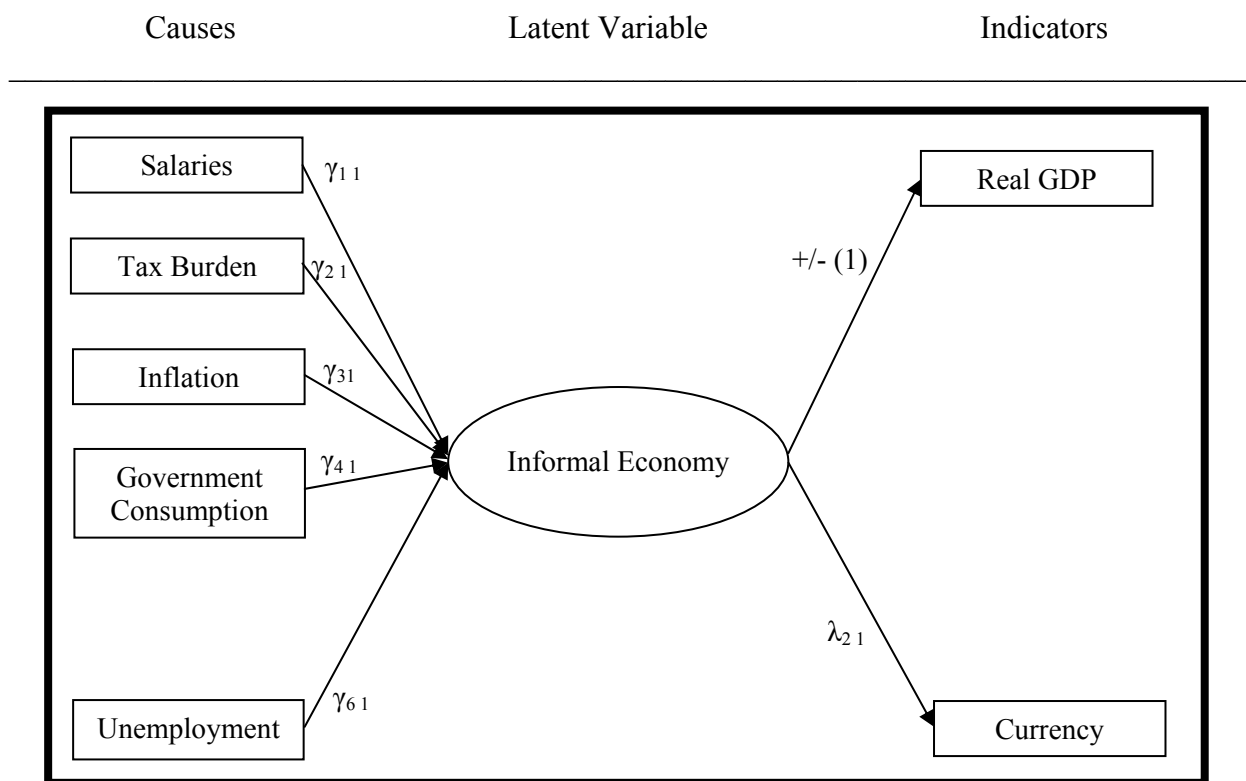 Causes Latent Variable Indicators
Salaries
γ1 1
Real GDP
Tax Burden
γ2 1
+/- (1)
Inflation
γ31
Informal Economy
Government
Consumption
γ4 1
λ2 1
Unemployment
γ6 1
Currency